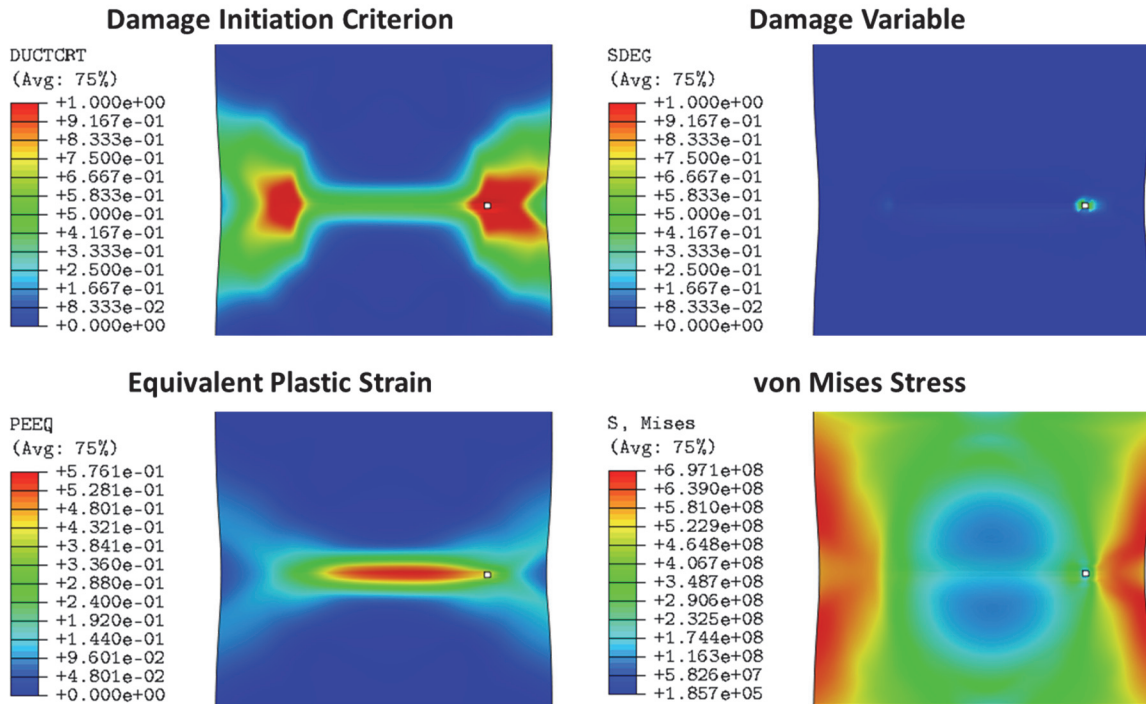 Damage Initiation Criterion
DUCTCRT
(Avg: 75%)
+1.000e+00
+9.167e-01
+8.333e-01
+7.500e-01
+6.667e-01
+5.833e-01
+5.000e-01
+4.167e-01
+3.333e-01
+2.500e-01
+1.667e-01
+8.333e-02
+0.000e+00
Damage Variable
SDEG
(Avg: 75%)
+1.000e+00
+9.167e-01
+8.333e-01
+7.500e-01
+6.667e-01
+5.833e-01
+5.000e-01
+4.167e-01
+3.333e-01
+2.500e-01
+1.667e-01
+8.333e-02
+0.000e+00
Equivalent Plastic Strain
PEEQ
(Avg: 75%)
+5.761e-01
+5.281e-01
+4.801e-01
+4.321e-01
+3.841e-01
+3.360e-01
+2.880e-01
+2.400e-01
+1.920e-01
+1.440e-01
+9.601e-02
+4.801e-02
+0.000e+00
von Mises Stress
S, Mises
(Avg: 75%)
+6.971e+08
+6.390e+08
+5.810e+08
+5.229e+08
+4.648e+08
+4.067e+08
+3.487e+08
+2.906e+08
+2.325e+08
+1.744e+08
+1.163e+08
+5.826e+07
+1.857e+05